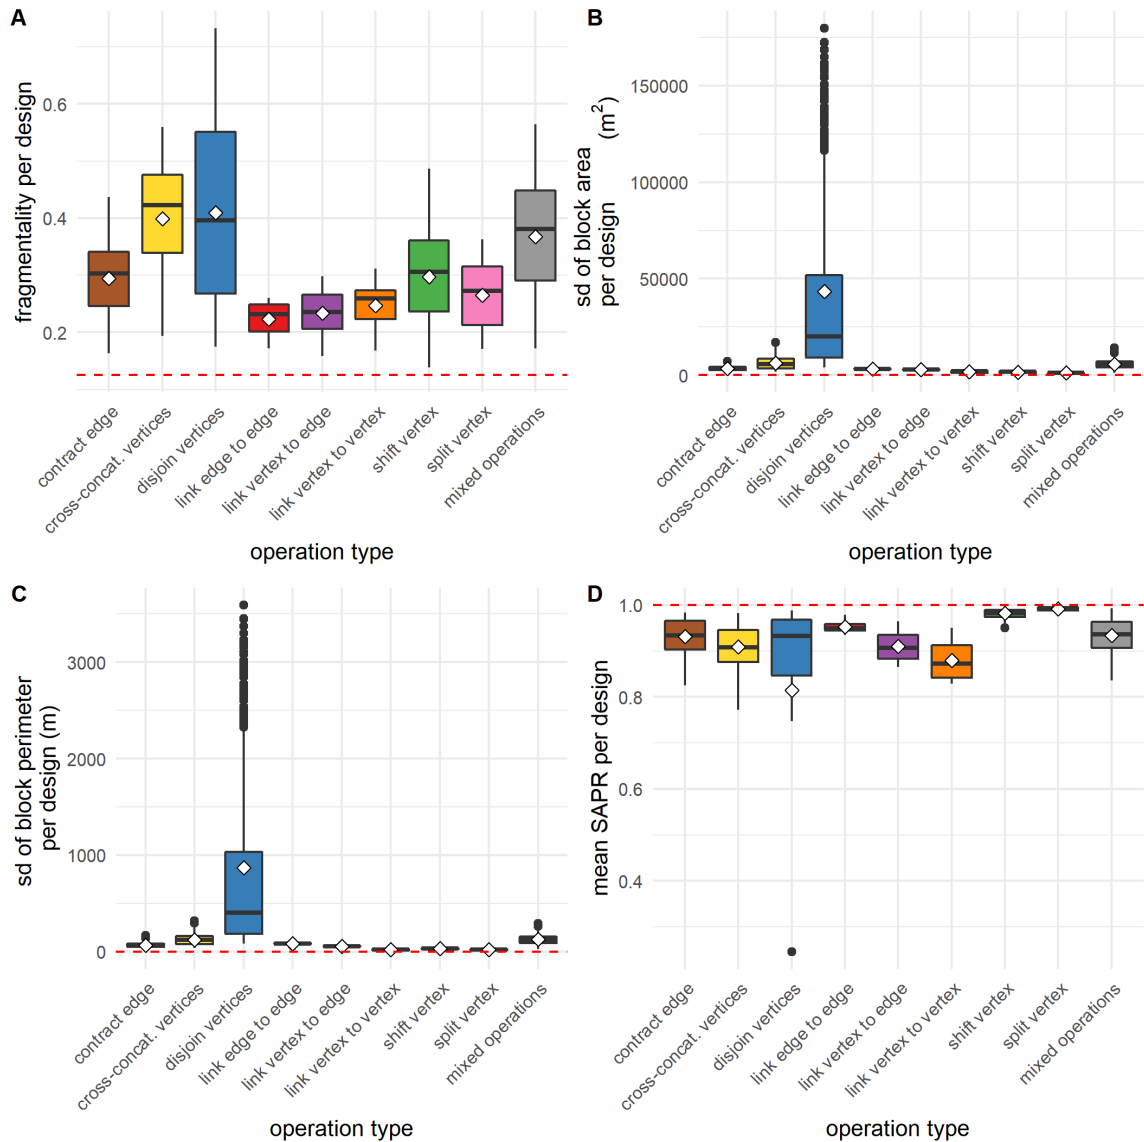 A
fragmentality per design
0.6
0.4
0.2
contract edge
cross-concat. vertices
disjoin vertices
link edge to edge
link vertex to edge
link vertex to vertex
shift vertex
split vertex
mixed operations
operation type
B
sd of block area (m²)
per design
150000
100000
50000
0
contract edge
cross-concat. vertices
disjoin vertices
link edge to edge
link vertex to edge
link vertex to vertex
shift vertex
split vertex
mixed operations
operation type
C
sd of block perimeter
per design (m)
3000
2000
1000
0
contract edge
cross-concat. vertices
disjoin vertices
link edge to edge
link vertex to edge
link vertex to vertex
shift vertex
split vertex
mixed operations
operation type
D
mean SAPR per design
1.0
0.8
0.6
0.4
contract edge
cross-concat. vertices
disjoin vertices
link edge to edge
link vertex to edge
link vertex to vertex
shift vertex
split vertex
mixed operations
operation type